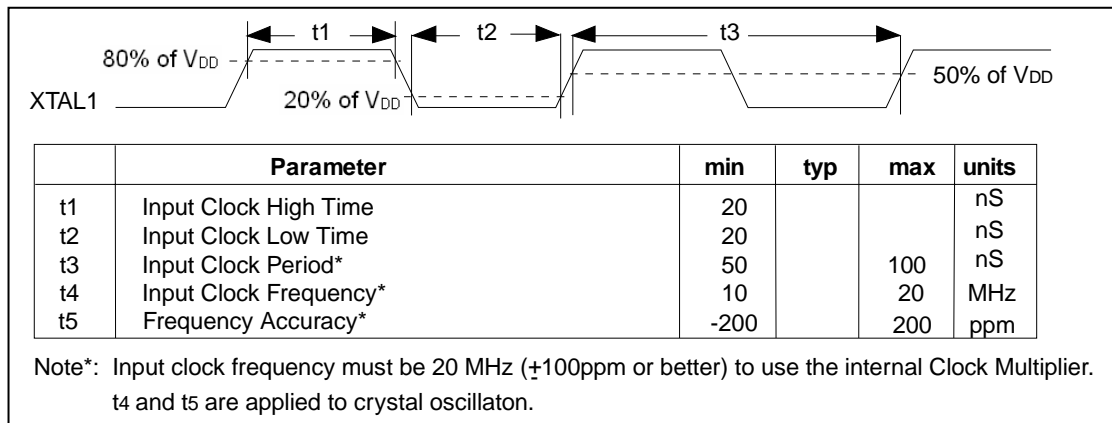 t1 t2 t3
80% of VDD
50% of VDD
XTAL1
20% of VDD
Parameter min typ max units
t1 Input Clock High Time 20 nS
t2 Input Clock Low Time 20 nS
t3 Input Clock Period* 50 100 nS
t4 Input Clock Frequency* 10 20 MHz
t5 Frequency Accuracy* -200 200 ppm
Note*: Input clock frequency must be 20 MHz (±100ppm or better) to use the internal Clock Multiplier.
t4 and t5 are applied to crystal oscillaton.